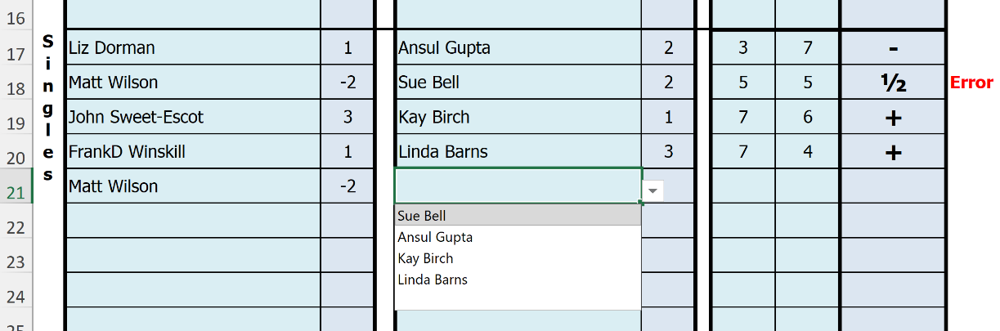 16
Singles
17 Liz Dorman 1 Ansul Gupta 2 3 7 -
18 Matt Wilson -2 Sue Bell 2 5 5 ½ Error
19 John Sweet-Escot 3 Kay Birch 1 7 6 +
20 FrankD Winskill 1 Linda Barns 3 7 4 +
21 Matt Wilson -2
Sue Bell
22
Ansul Gupta
23 Kay Birch
Linda Barns
24
25